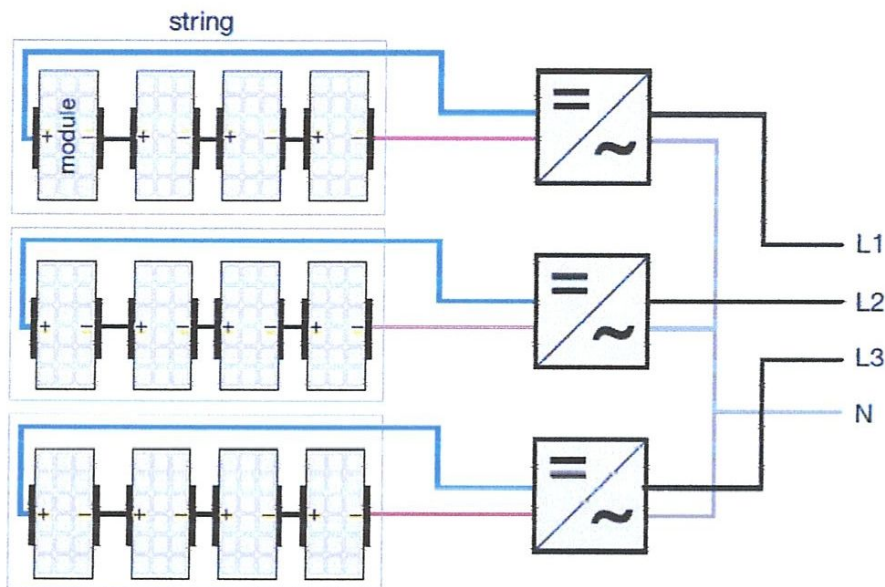 string
module
+ − + − + − + −
L1
+ − + − + − + −
L2
L3
N
+ − + − + − + −